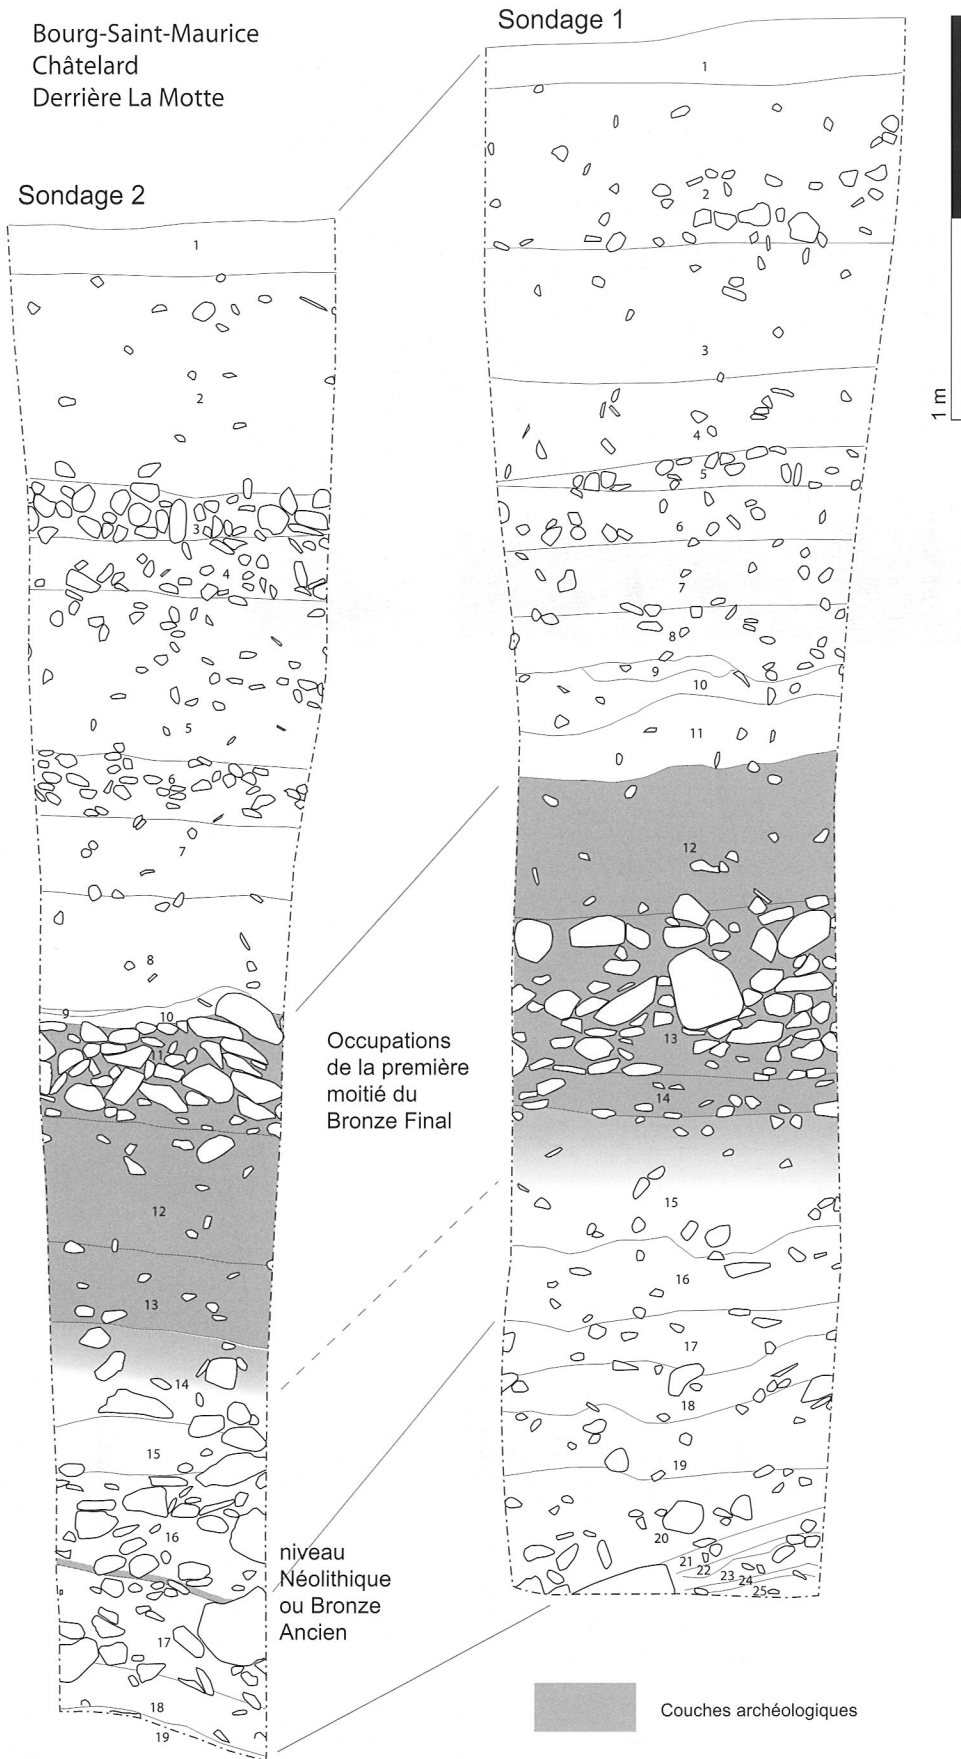 Bourg-Saint-Maurice
Châtelard
Derrière La Motte
Sondage 1
1
2
3
4
5
6
7
8
9
10
11
12
13
14
15
16
17
18
19
20
21
22
23
24
25
1 m
Sondage 2
1
2
3
4
5
6
7
8
9
10
11
12
13
14
15
16
17
18
19
Occupations
de la première
moitié du
Bronze Final
niveau
Néolithique
ou Bronze
Ancien
Couches archéologiques